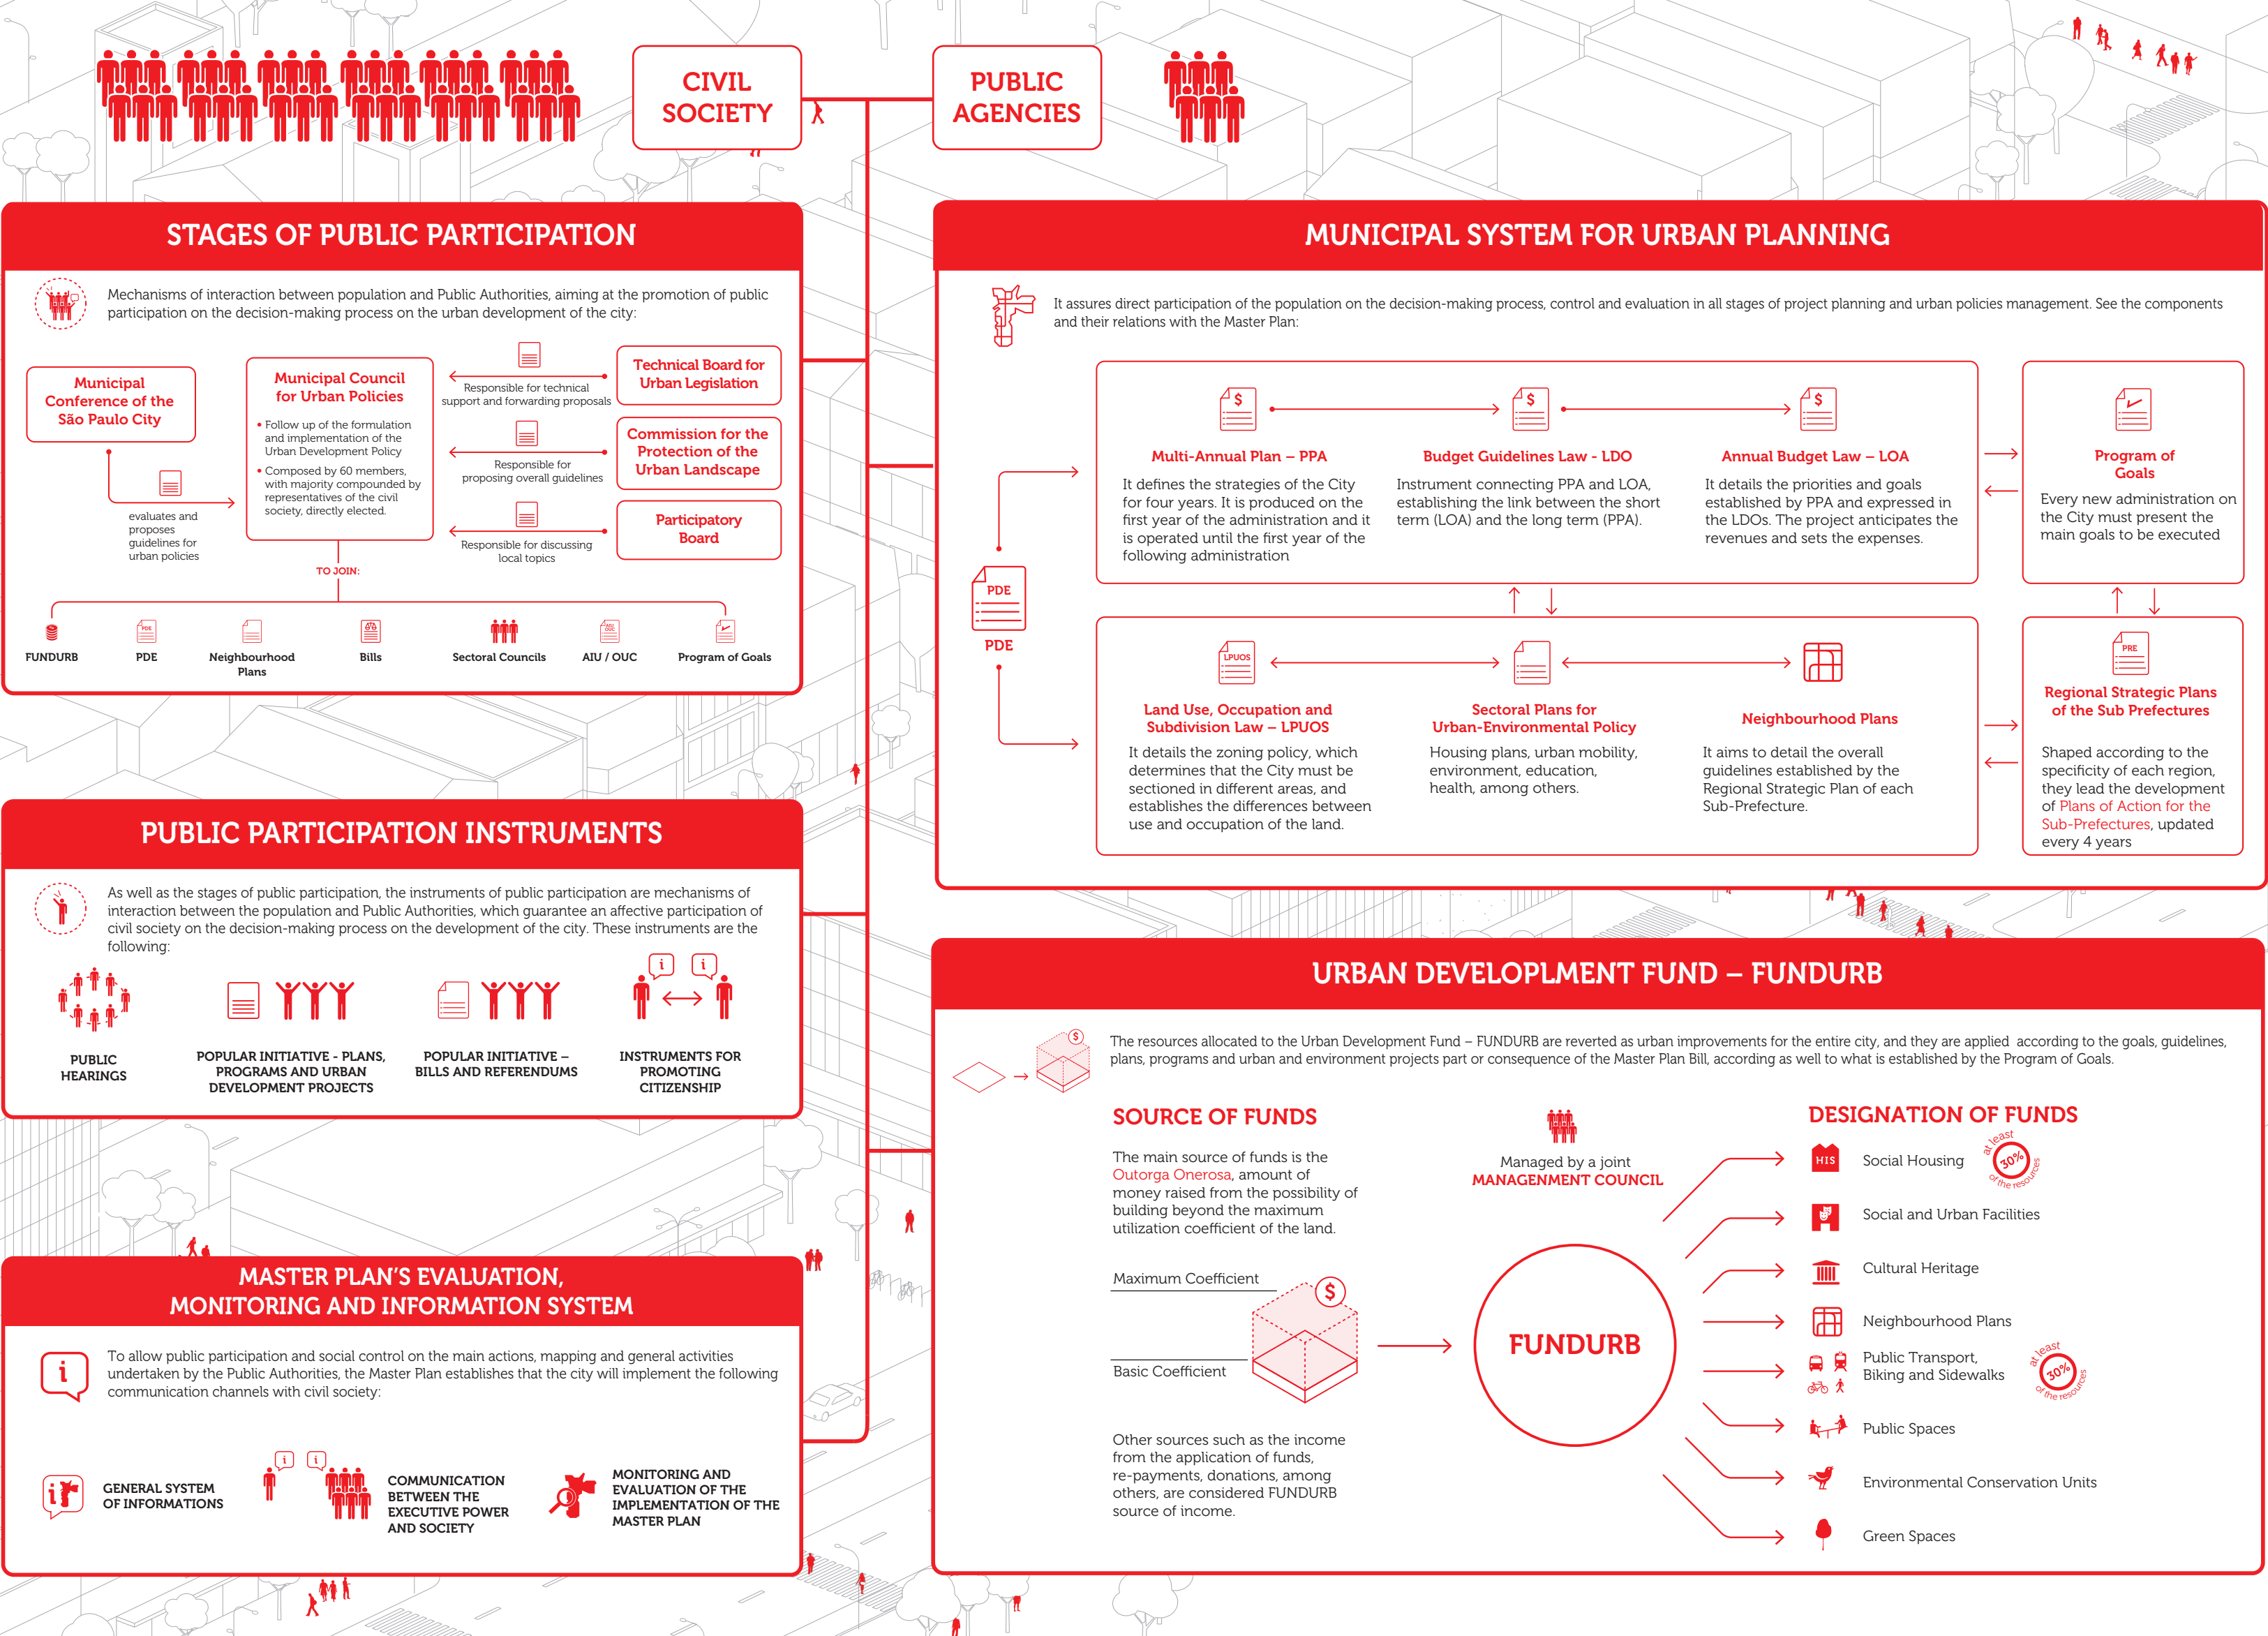 CIVIL
SOCIETY
PUBLIC
AGENCIES
STAGES OF PUBLIC PARTICIPATION
Mechanisms of interaction between population and Public Authorities, aiming at the promotion of public
participation on the decision-making process on the urban development of the city:
Municipal
Conference of the
São Paulo City
evaluates and
proposes
guidelines for
urban policies
Municipal Council
for Urban Policies
• Follow up of the formulation
and implementation of the
Urban Development Policy
• Composed by 60 members,
with majority compounded by
representatives of the civil
society, directly elected.
Responsible for technical
support and forwarding proposals
Technical Board for
Urban Legislation
Responsible for
proposing overall guidelines
Commission for the
Protection of the
Urban Landscape
Responsible for discussing
local topics
Participatory
Board
TO JOIN:
FUNDURB
PDE
PDE
Neighbourhood
Plans
Bills
Sectoral Councils
AIU
OUC
AIU / OUC
Program of Goals
PUBLIC PARTICIPATION INSTRUMENTS
As well as the stages of public participation, the instruments of public participation are mechanisms of
interaction between the population and Public Authorities, which guarantee an affective participation of
civil society on the decision-making process on the development of the city. These instruments are the
following:
PUBLIC
HEARINGS
POPULAR INITIATIVE - PLANS,
PROGRAMS AND URBAN
DEVELOPMENT PROJECTS
POPULAR INITIATIVE –
BILLS AND REFERENDUMS
i
i
INSTRUMENTS FOR
PROMOTING
CITIZENSHIP
MASTER PLAN'S EVALUATION,
MONITORING AND INFORMATION SYSTEM
i
To allow public participation and social control on the main actions, mapping and general activities
undertaken by the Public Authorities, the Master Plan establishes that the city will implement the following
communication channels with civil society:
i
GENERAL SYSTEM
OF INFORMATIONS
i
i
COMMUNICATION
BETWEEN THE
EXECUTIVE POWER
AND SOCIETY
MONITORING AND
EVALUATION OF THE
IMPLEMENTATION OF THE
MASTER PLAN
MUNICIPAL SYSTEM FOR URBAN PLANNING
It assures direct participation of the population on the decision-making process, control and evaluation in all stages of project planning and urban policies management. See the components
and their relations with the Master Plan:
PDE
PDE
$
Multi-Annual Plan – PPA
It defines the strategies of the City
for four years. It is produced on the
first year of the administration and it
is operated until the first year of the
following administration
$
Budget Guidelines Law - LDO
Instrument connecting PPA and LOA,
establishing the link between the short
term (LOA) and the long term (PPA).
$
Annual Budget Law – LOA
It details the priorities and goals
established by PPA and expressed in
the LDOs. The project anticipates the
revenues and sets the expenses.
Program of
Goals
Every new administration on
the City must present the
main goals to be executed
LPUOS
Land Use, Occupation and
Subdivision Law – LPUOS
It details the zoning policy, which
determines that the City must be
sectioned in different areas, and
establishes the differences between
use and occupation of the land.
Sectoral Plans for
Urban-Environmental Policy
Housing plans, urban mobility,
environment, education,
health, among others.
Neighbourhood Plans
It aims to detail the overall
guidelines established by the
Regional Strategic Plan of each
Sub-Prefecture.
PRE
Regional Strategic Plans
of the Sub Prefectures
Shaped according to the
specificity of each region,
they lead the development
of Plans of Action for the
Sub-Prefectures, updated
every 4 years
URBAN DEVELOPLMENT FUND – FUNDURB
$
The resources allocated to the Urban Development Fund – FUNDURB are reverted as urban improvements for the entire city, and they are applied according to the goals, guidelines,
plans, programs and urban and environment projects part or consequence of the Master Plan Bill, according as well to what is established by the Program of Goals.
SOURCE OF FUNDS
The main source of funds is the
Outorga Onerosa, amount of
money raised from the possibility of
building beyond the maximum
utilization coefficient of the land.
Maximum Coefficient
$
Basic Coefficient
Other sources such as the income
from the application of funds,
re-payments, donations, among
others, are considered FUNDURB
source of income.
Managed by a joint
MANAGENMENT COUNCIL
FUNDURB
DESIGNATION OF FUNDS
HIS
Social Housing
at least
30%
of the resources
Social and Urban Facilities
Cultural Heritage
Neighbourhood Plans
Public Transport,
Biking and Sidewalks
at least
30%
of the resources
Public Spaces
Environmental Conservation Units
Green Spaces